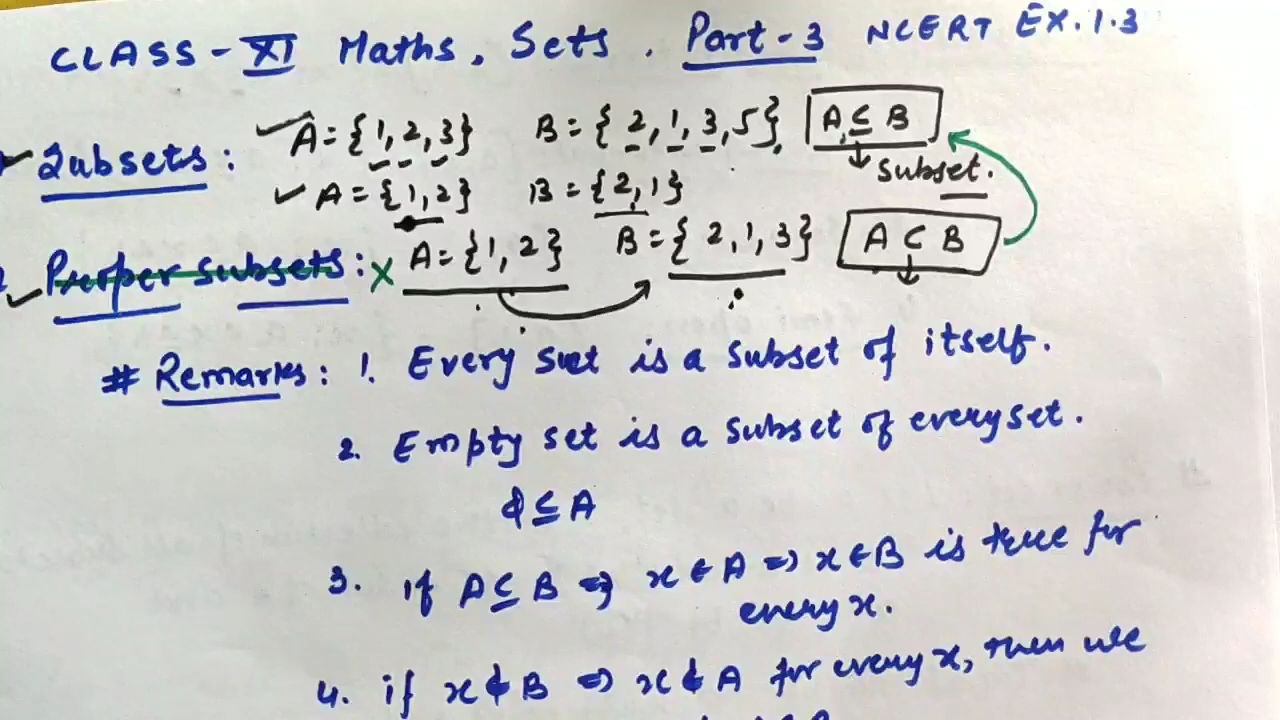 CLASS-XI Maths, Sets. Part-3 NCERT EX.1.3
Subsets: A={1,2,3} B={2,1,3,5} A⊆B
subset.
A={1,2} B={2,1}
Proper subsets: × A={1,2} B={2,1,3} A⊂B
# Remarks: 1. Every set is a subset of itself.
2. Empty set is a subset of every set.
ϕ⊆A
3. if A⊆B ⇒ x∈A ⇒ x∈B is true for
every x.
4. if x∉B ⇒ x∉A for every x, then we